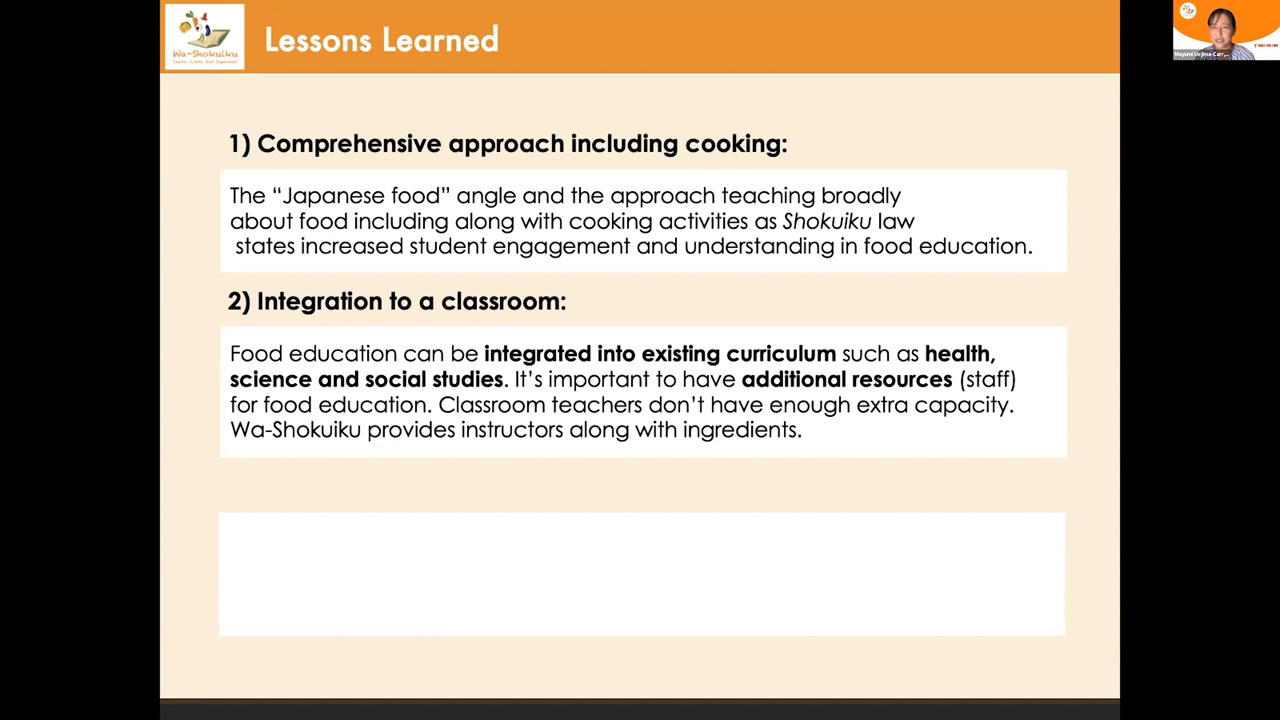 Lessons Learned
Wa-Shokuiku
Learn, Cook, Eat Japanese!
1) Comprehensive approach including cooking:
The “Japanese food” angle and the approach teaching broadly
about food including along with cooking activities as Shokuiku law
states increased student engagement and understanding in food education.
2) Integration to a classroom:
Food education can be integrated into existing curriculum such as health,
science and social studies. It’s important to have additional resources (staff)
for food education. Classroom teachers don’t have enough extra capacity.
Wa-Shokuiku provides instructors along with ingredients.